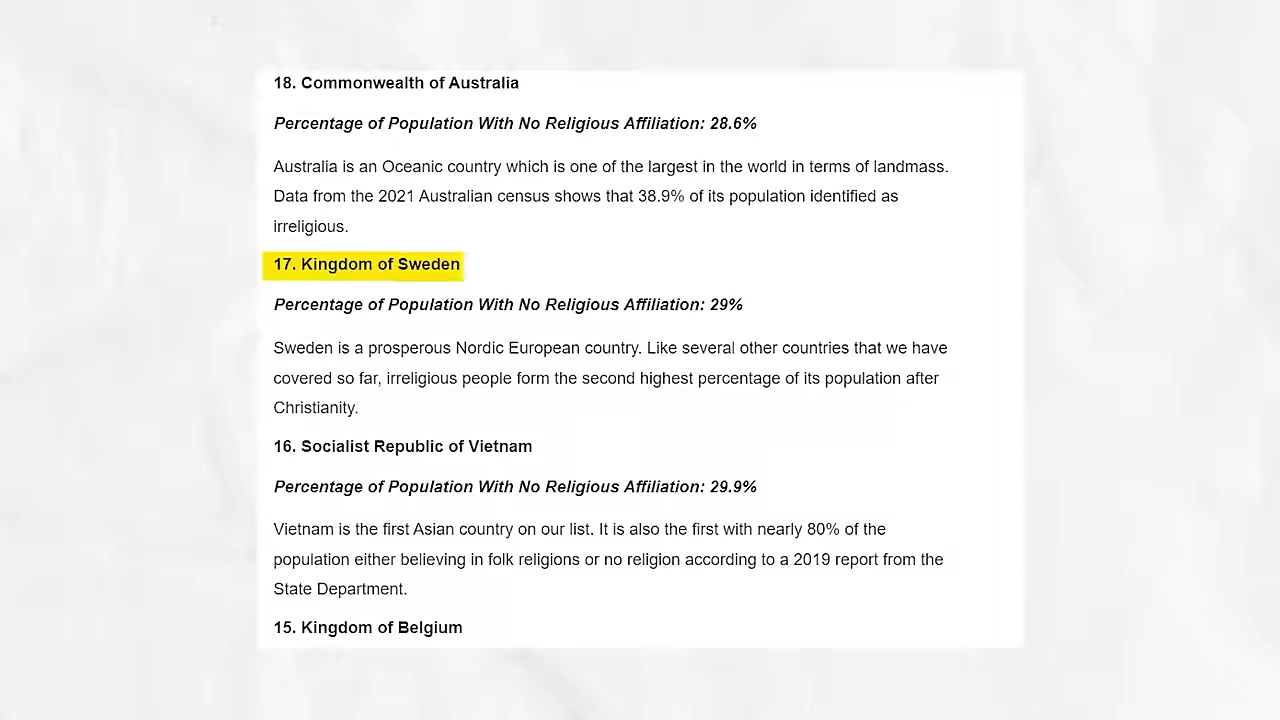 18. Commonwealth of Australia
Percentage of Population With No Religious Affiliation: 28.6%
Australia is an Oceanic country which is one of the largest in the world in terms of landmass.
Data from the 2021 Australian census shows that 38.9% of its population identified as
irreligious.
17. Kingdom of Sweden
Percentage of Population With No Religious Affiliation: 29%
Sweden is a prosperous Nordic European country. Like several other countries that we have
covered so far, irreligious people form the second highest percentage of its population after
Christianity.
16. Socialist Republic of Vietnam
Percentage of Population With No Religious Affiliation: 29.9%
Vietnam is the first Asian country on our list. It is also the first with nearly 80% of the
population either believing in folk religions or no religion according to a 2019 report from the
State Department.
15. Kingdom of Belgium